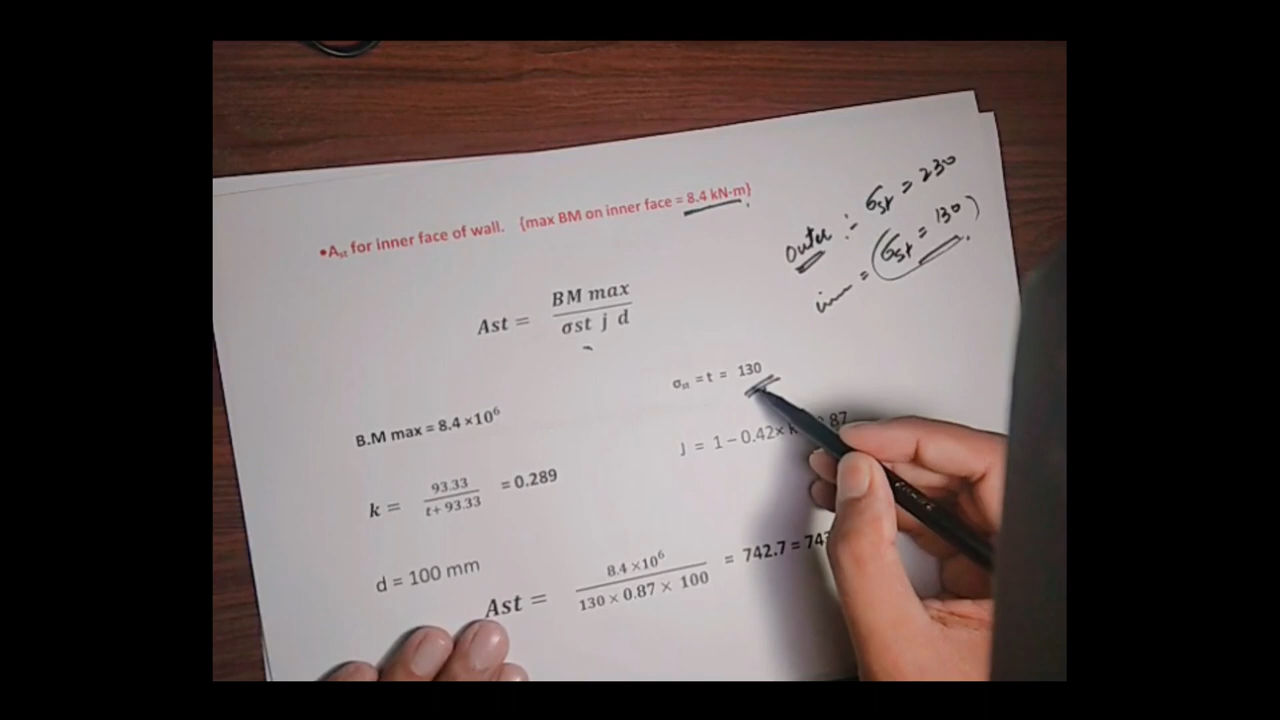 •Ast for inner face of wall. {max BM on inner face = 8.4 kN-m}
outer :- σst = 230
σst = 130
Ast = BM max / σst j d
σst = t = 130
B.M max = 8.4 ×10⁶
J = 1 – 0.42× k 87
k = 93.33 / t+ 93.33 = 0.289
d = 100 mm
Ast = 8.4 ×10⁶ / 130 × 0.87 × 100 = 742.7 = 743